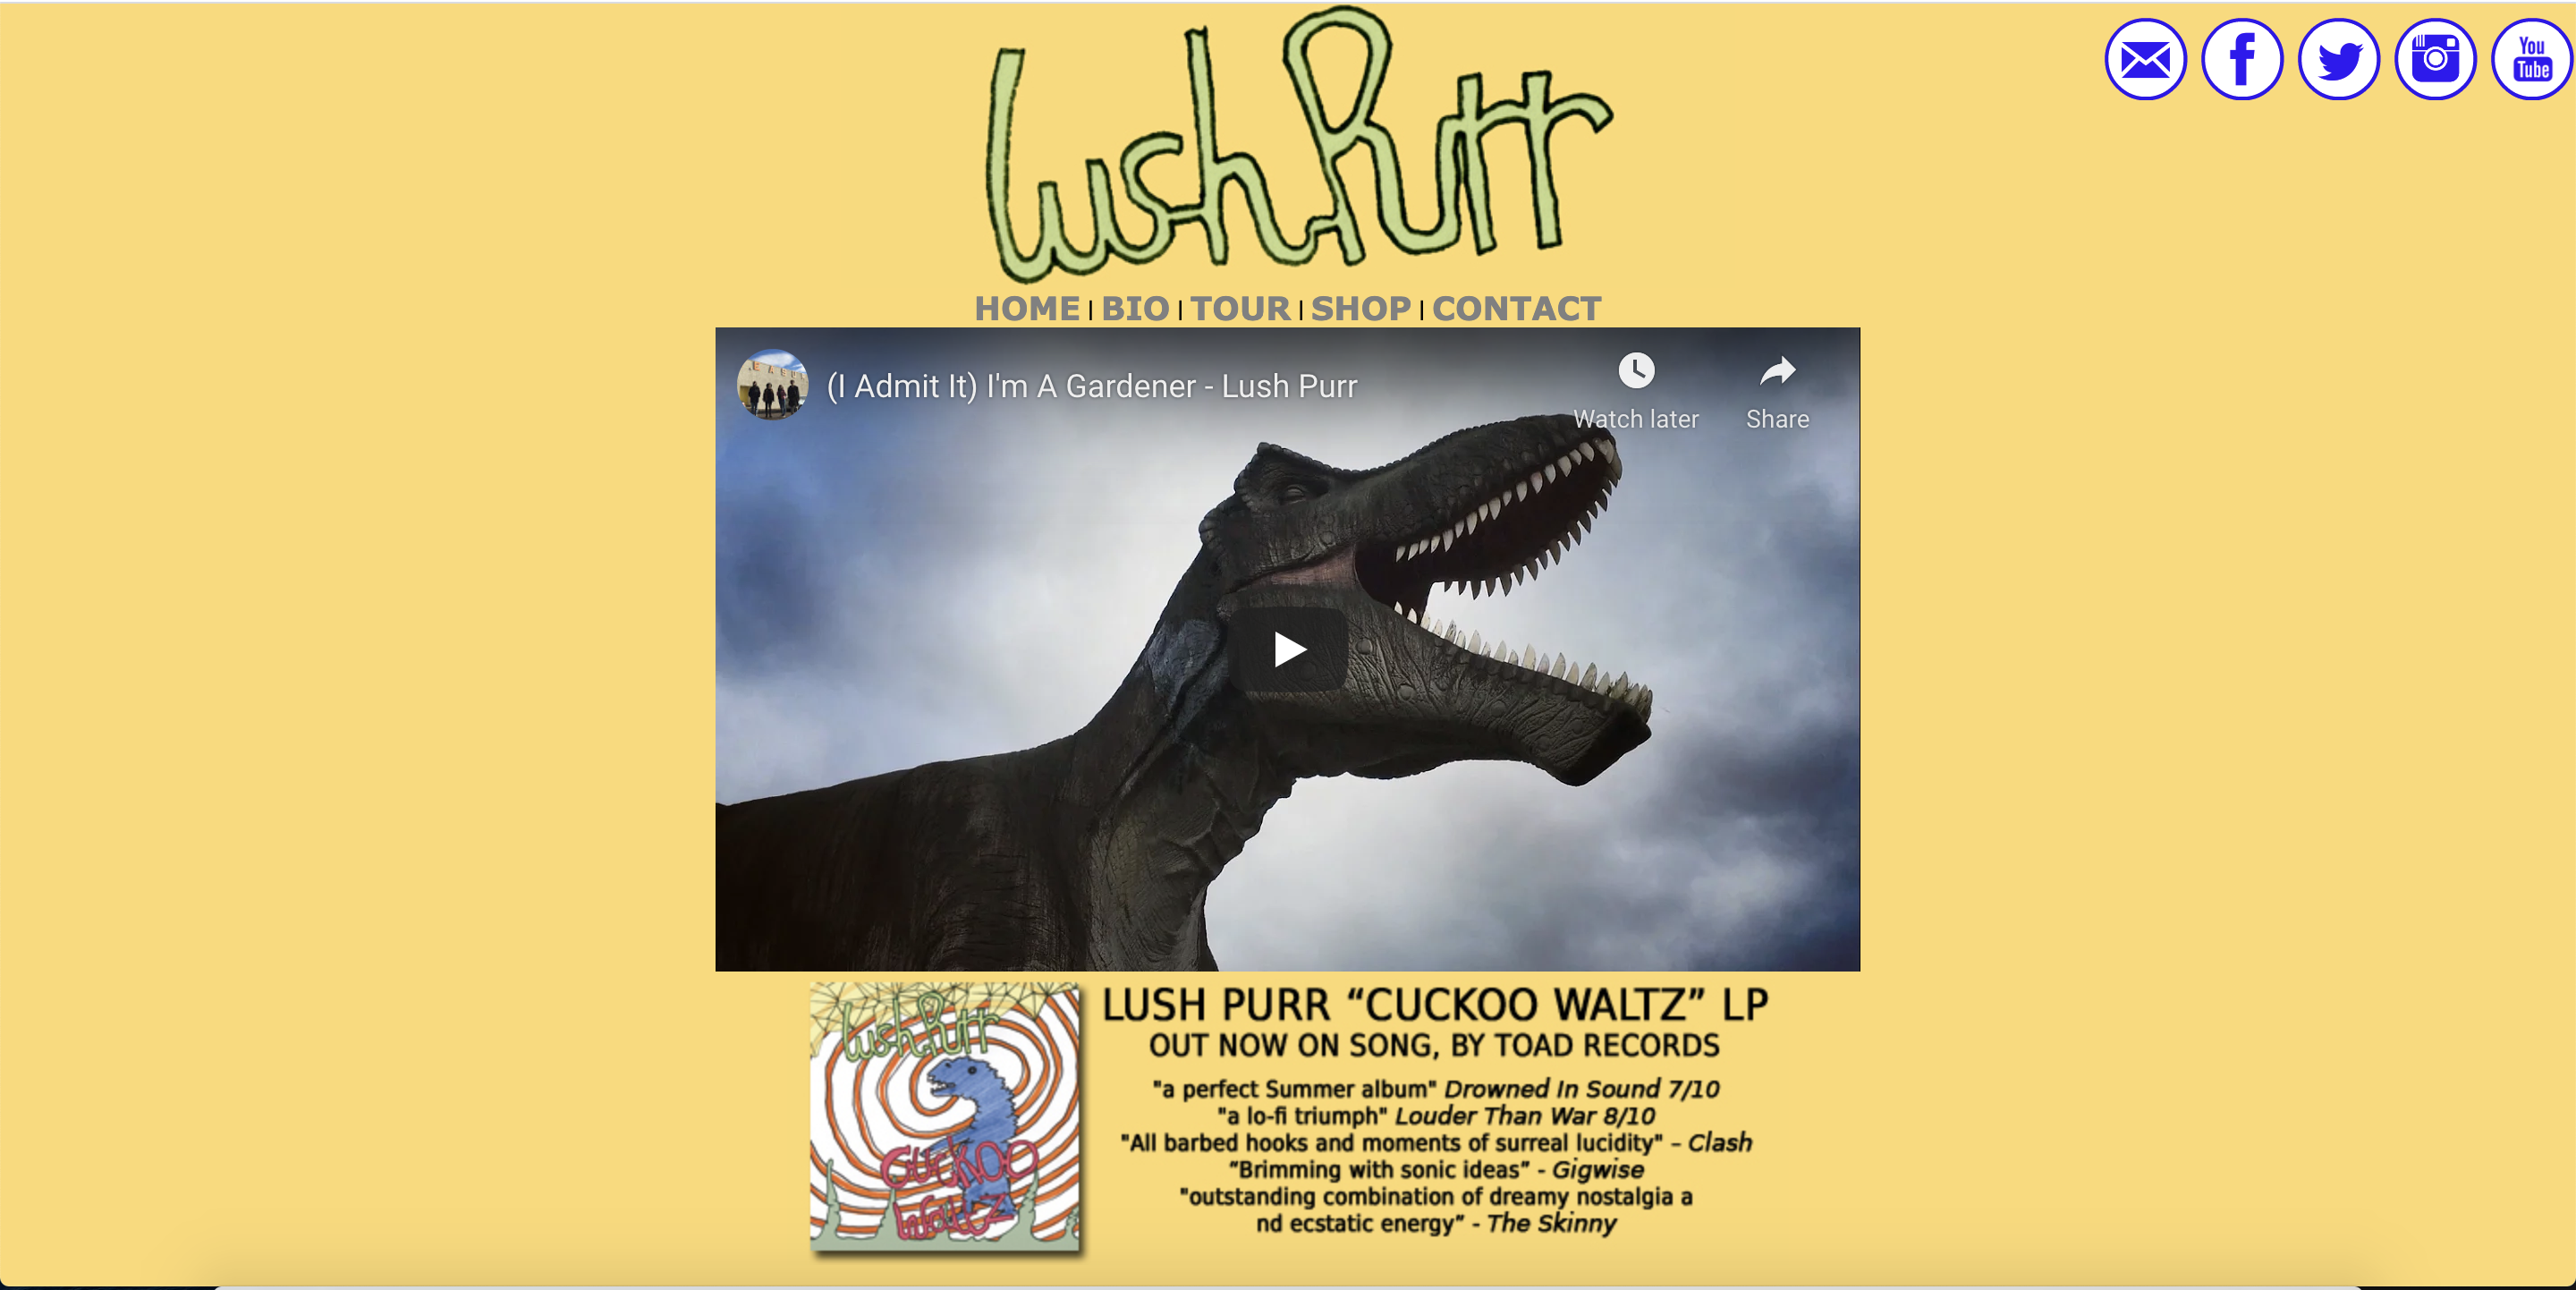 Lush Purr
You
Tube
HOME | BIO | TOUR | SHOP | CONTACT
(I Admit It) I'm A Gardener - Lush Purr
Watch later
Share
Lush Purr
CUCKOO
WALTZ
LUSH PURR “CUCKOO WALTZ” LP
OUT NOW ON SONG, BY TOAD RECORDS
"a perfect Summer album" Drowned In Sound 7/10
"a lo-fi triumph" Louder Than War 8/10
"All barbed hooks and moments of surreal lucidity" – Clash
“Brimming with sonic ideas” - Gigwise
"outstanding combination of dreamy nostalgia a
nd ecstatic energy” - The Skinny